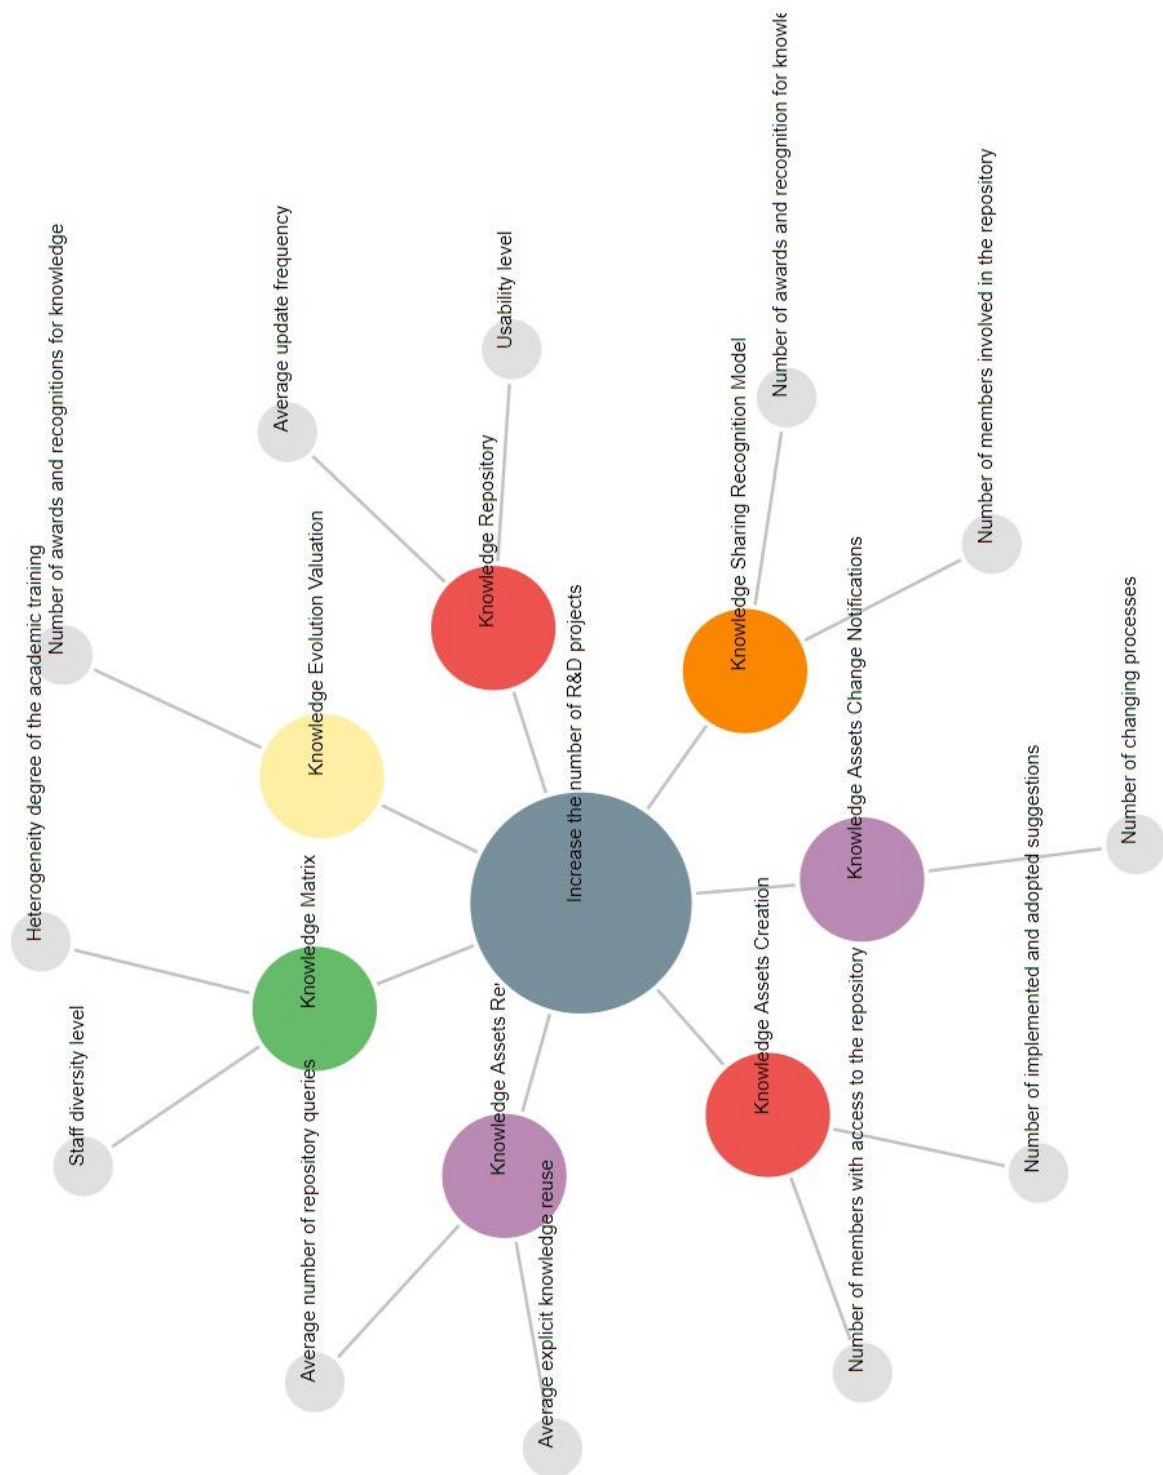 Heterogeneity degree of the academic training
Number of awards and recognitions for knowledge
Staff diversity level
Average update frequency
Average number of repository queries
Knowledge Matrix
Knowledge Evolution Valuation
Knowledge Repository
Knowledge Assets Re
Usability level
Average explicit knowledge reuse
Increase the number of R&D projects
Knowledge Sharing Recognition Model
Knowledge Assets Creation
Number of awards and recognition for knowle
Number of members with access to the repository
Knowledge Assets Change Notifications
Number of members involved in the repository
Number of implemented and adopted suggestions
Number of changing processes